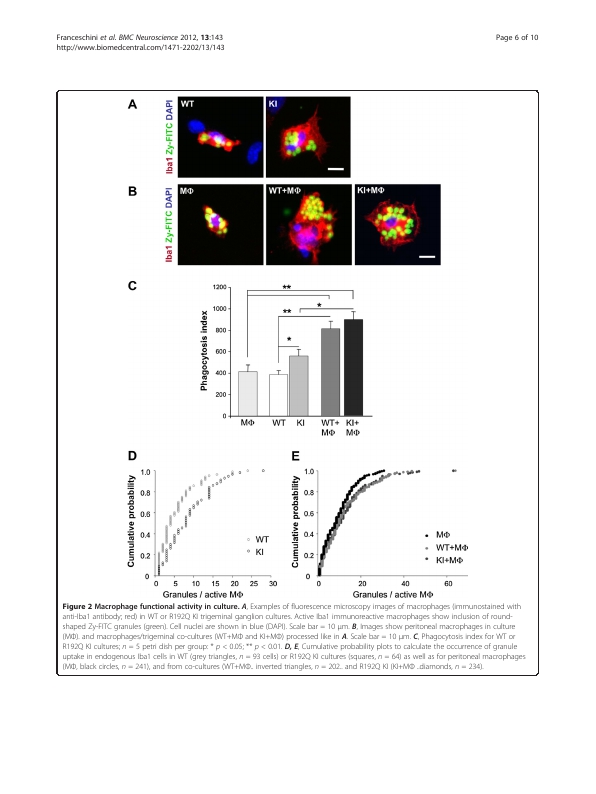 Franceschini et al. BMC Neuroscience 2012, 13:143
http://www.biomedcentral.com/1471-2202/13/143
Page 6 of 10
A
Iba1 Zy-FITC DAPI
WT
KI
B
Iba1 Zy-FITC DAPI
MΦ
WT+MΦ
KI+MΦ
C
Phagocytosis index
1200
1000
800
600
400
200
0
**
*
**
*
MΦ
WT
KI
WT+
MΦ
KI+
MΦ
D
Cumulative probability
1.0
0.8
0.6
0.4
0.2
0
0 5 10 15 20 25 30
Granules / active MΦ
WT
KI
E
Cumulative probability
1.0
0.8
0.6
0.4
0.2
0
0 20 40 60
Granules / active MΦ
MΦ
WT+MΦ
KI+MΦ
Figure 2 Macrophage functional activity in culture. A, Examples of fluorescence microscopy images of macrophages (immunostained with
anti-Iba1 antibody; red) in WT or R192Q KI trigeminal ganglion cultures. Active Iba1 immunoreactive macrophages show inclusion of round-
shaped Zy-FITC granules (green). Cell nuclei are shown in blue (DAPI). Scale bar = 10 μm. B, Images show peritoneal macrophages in culture
(MΦ). and macrophages/trigeminal co-cultures (WT+MΦ and KI+MΦ) processed like in A. Scale bar = 10 μm. C, Phagocytosis index for WT or
R192Q KI cultures; n = 5 petri dish per group: * p < 0.05; ** p < 0.01. D, E, Cumulative probability plots to calculate the occurrence of granule
uptake in endogenous Iba1 cells in WT (grey triangles, n = 93 cells) or R192Q KI cultures (squares, n = 64) as well as for peritoneal macrophages
(MΦ, black circles, n = 241), and from co-cultures (WT+MΦ.. inverted triangles, n = 202.. and R192Q KI (KI+MΦ ..diamonds, n = 234).